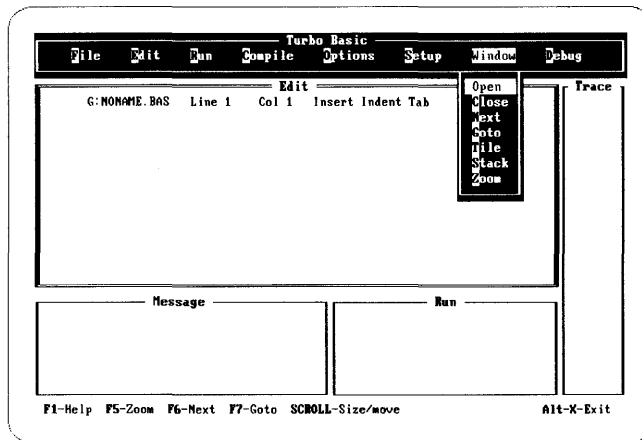 Turbo Basic
File Edit Run Compile Options Setup Window Debug
Edit
G:NONAME.BAS Line 1 Col 1 Insert Indent Tab
Open
Close
Next
Goto
Tile
Stack
Zoom
Trace
Message
Run
F1-Help F5-Zoom F6-Next F7-Goto SCROLL-Size/move Alt-X-Exit